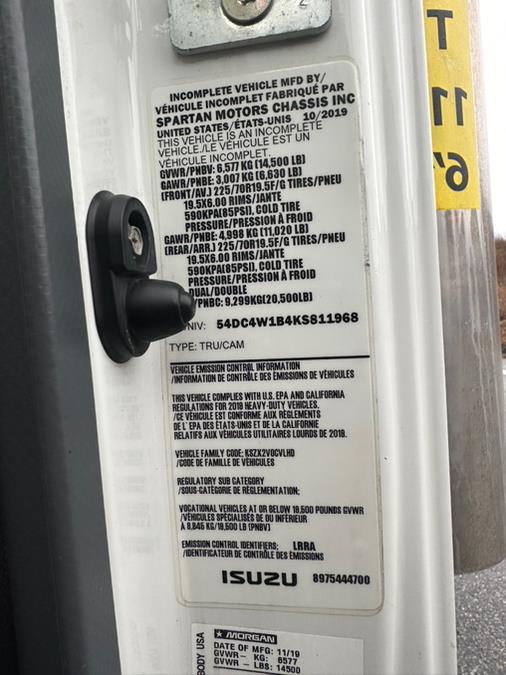 2
INCOMPLETE VEHICLE MFD BY/
VÉHICULE INCOMPLET FABRIQUÉ PAR
SPARTAN MOTORS CHASSIS INC
UNITED STATES/ÉTATS-UNIS 10/2019
THIS VEHICLE IS AN INCOMPLETE
VEHICLE./LE VÉHICULE EST UN
VÉHICULE INCOMPLET.
GVWR/PNBV: 6,577 KG (14,500 LB)
GAWR/PNBE: 3,007 KG (6,630 LB)
(FRONT/AV.) 225/70R19.5F/G TIRES/PNEU
19.5X6.00 RIMS/JANTE
590KPA(85PSI), COLD TIRE
PRESSURE/PRESSION À FROID
GAWR/PNBE: 4,998 KG (11,020 LB)
(REAR/ARR.) 225/70R19.5F/G TIRES/PNEU
19.5X6.00 RIMS/JANTE
590KPA(85PSI), COLD TIRE
PRESSURE/PRESSION À FROID
DUAL/DOUBLE
/PNBC: 9,299KG(20,500LB)
NIV: 54DC4W1B4KS811968
TYPE: TRU/CAM
VEHICLE EMISSION CONTROL INFORMATION
/INFORMATION DE CONTRÔLE DES ÉMISSIONS DE VÉHICULES
THIS VEHICLE COMPLIES WITH U.S. EPA AND CALIFORNIA
REGULATIONS FOR 2019 HEAVY-DUTY VEHICLES.
/CE VÉHICULE EST CONFORME AUX RÈGLEMENTS
DE L' EPA DES ÉTATS-UNIS ET DE LA CALIFORNIE
RELATIFS AUX VÉHICULES UTILITAIRES LOURDS DE 2019.
VEHICLE FAMILY CODE: KSZX2VOCVLHD
/CODE DE FAMILLE DE VÉHICULES
REGULATORY SUB CATEGORY
/SOUS-CATÉGORIE DE RÉGLEMENTATION:
VOCATIONAL VEHICLES AT OR BELOW 19,500 POUNDS GVWR
/VÉHICULES SPÉCIALISÉS DE OU INFÉRIEUR
À 8,845 KG/19,500 LB (PNBV)
EMISSION CONTROL IDENTIFIERS: LRRA
/IDENTIFICATEUR DE CONTRÔLE DES ÉMISSIONS
ISUZU 8975444700
BODY USA
MORGAN
DATE OF MFG: 11/19
GVWR- KG: 6577
GVWR- LBS: 14500